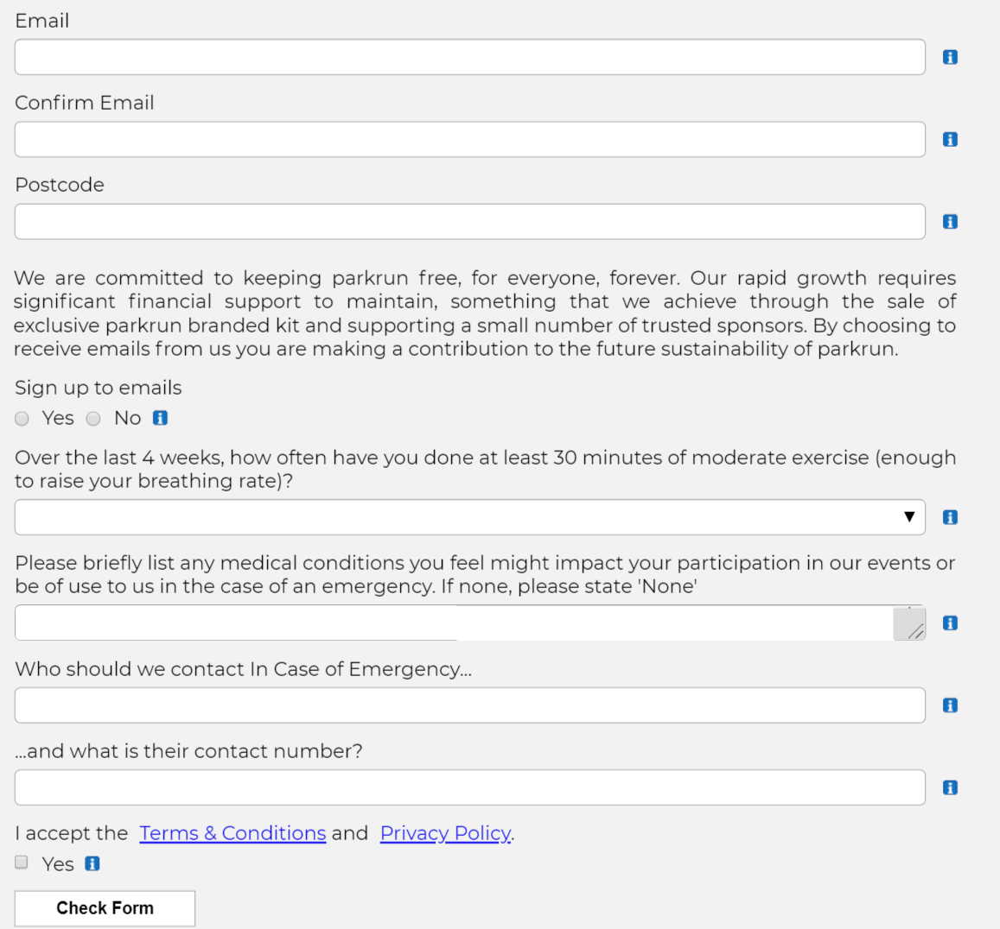 Email
Confirm Email
Postcode
We are committed to keeping parkrun free, for everyone, forever. Our rapid growth requires
significant financial support to maintain, something that we achieve through the sale of
exclusive parkrun branded kit and supporting a small number of trusted sponsors. By choosing to
receive emails from us you are making a contribution to the future sustainability of parkrun.
Sign up to emails
Yes No
Over the last 4 weeks, how often have you done at least 30 minutes of moderate exercise (enough
to raise your breathing rate)?
Please briefly list any medical conditions you feel might impact your participation in our events or
be of use to us in the case of an emergency. If none, please state 'None'
Who should we contact In Case of Emergency...
...and what is their contact number?
I accept the Terms & Conditions and Privacy Policy.
Yes
Check Form